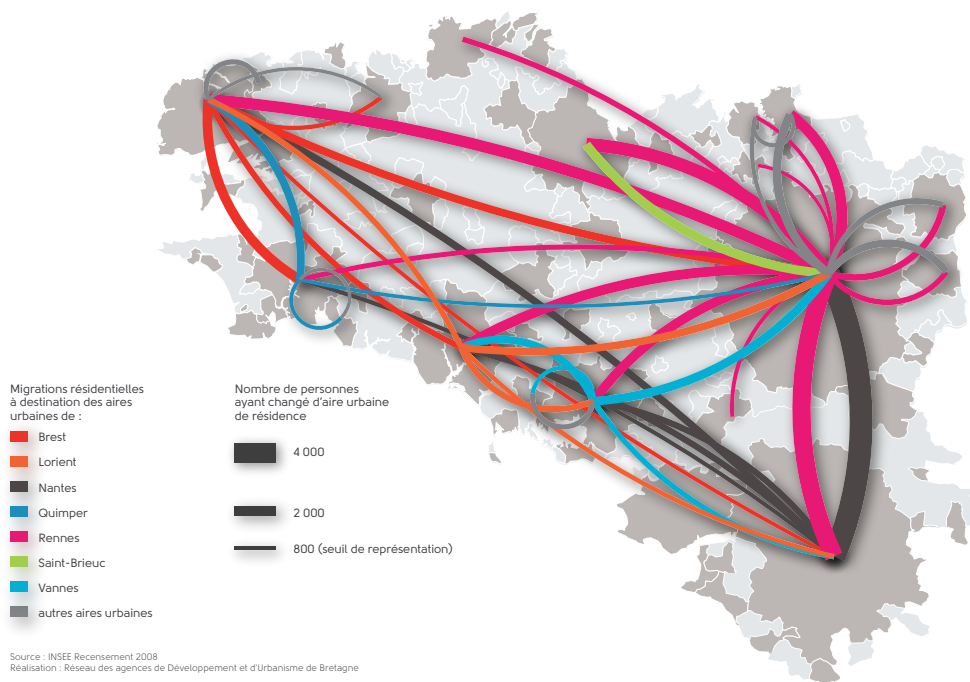 Migrations résidentielles
à destination des aires
urbaines de :
Brest
Lorient
Nantes
Quimper
Rennes
Saint-Brieuc
Vannes
autres aires urbaines
Nombre de personnes
ayant changé d'aire urbaine
de résidence
4 000
2 000
800 (seuil de représentation)
Source : INSEE Recensement 2008
Réalisation : Réseau des agences de Développement et d'Urbanisme de Bretagne